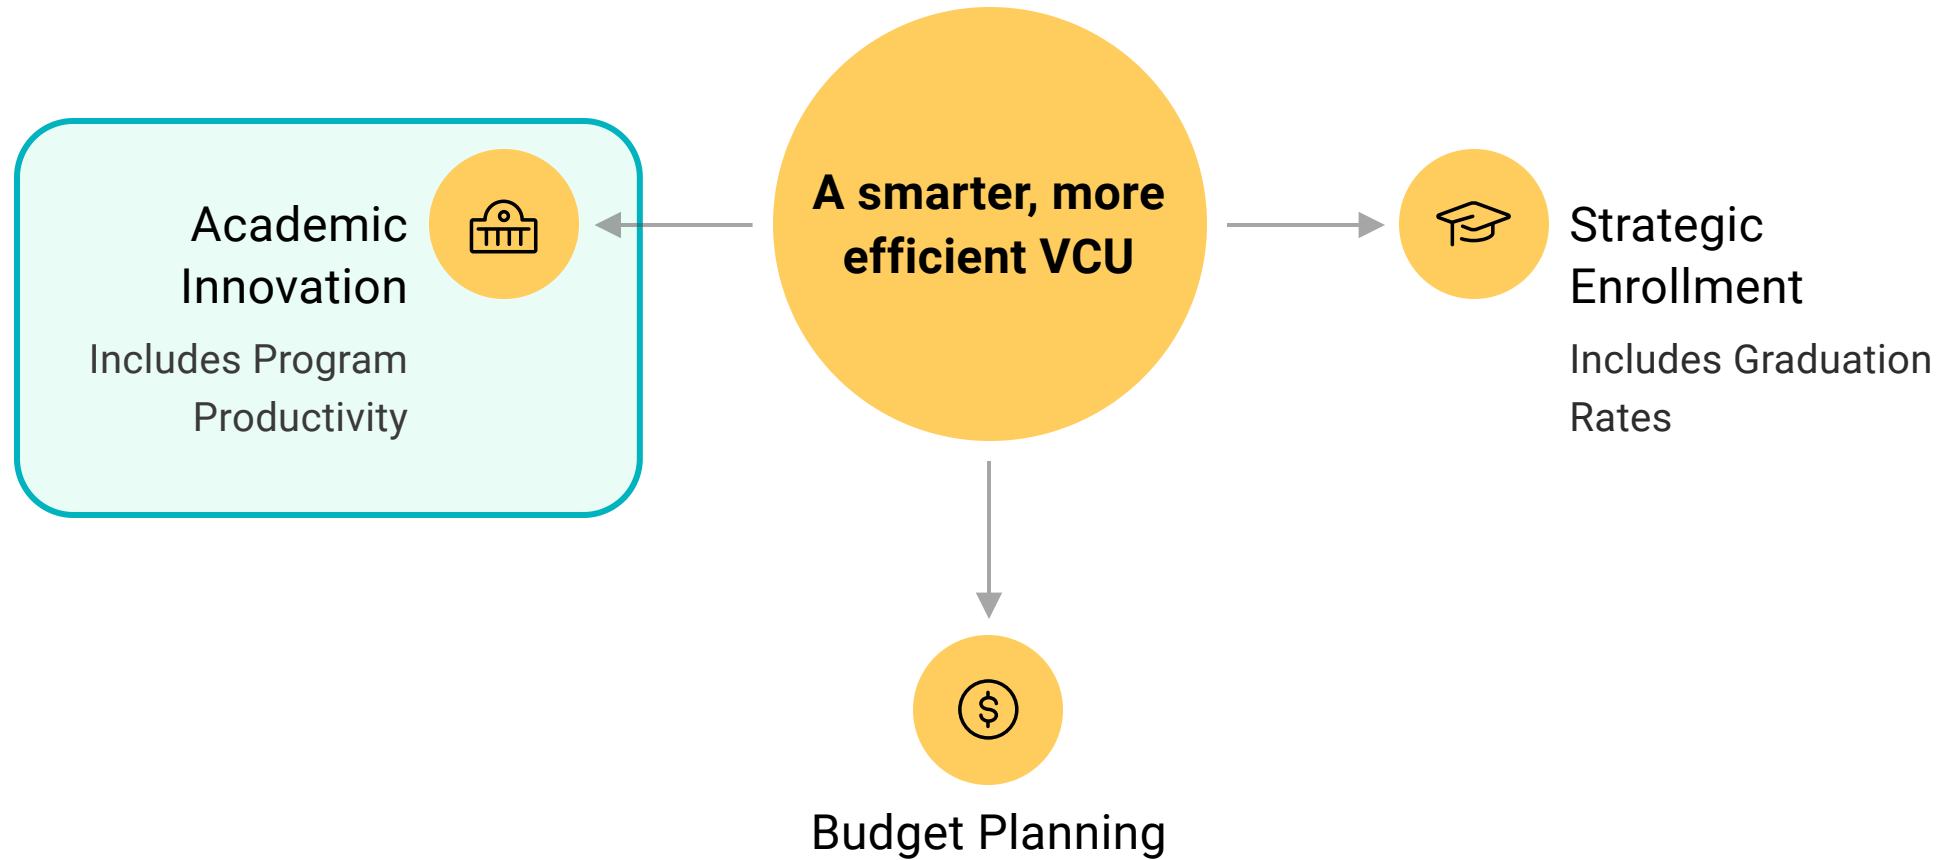 A smarter, more
efficient VCU
Academic
Innovation
Includes Program
Productivity
Strategic
Enrollment
Includes Graduation
Rates
$
Budget Planning